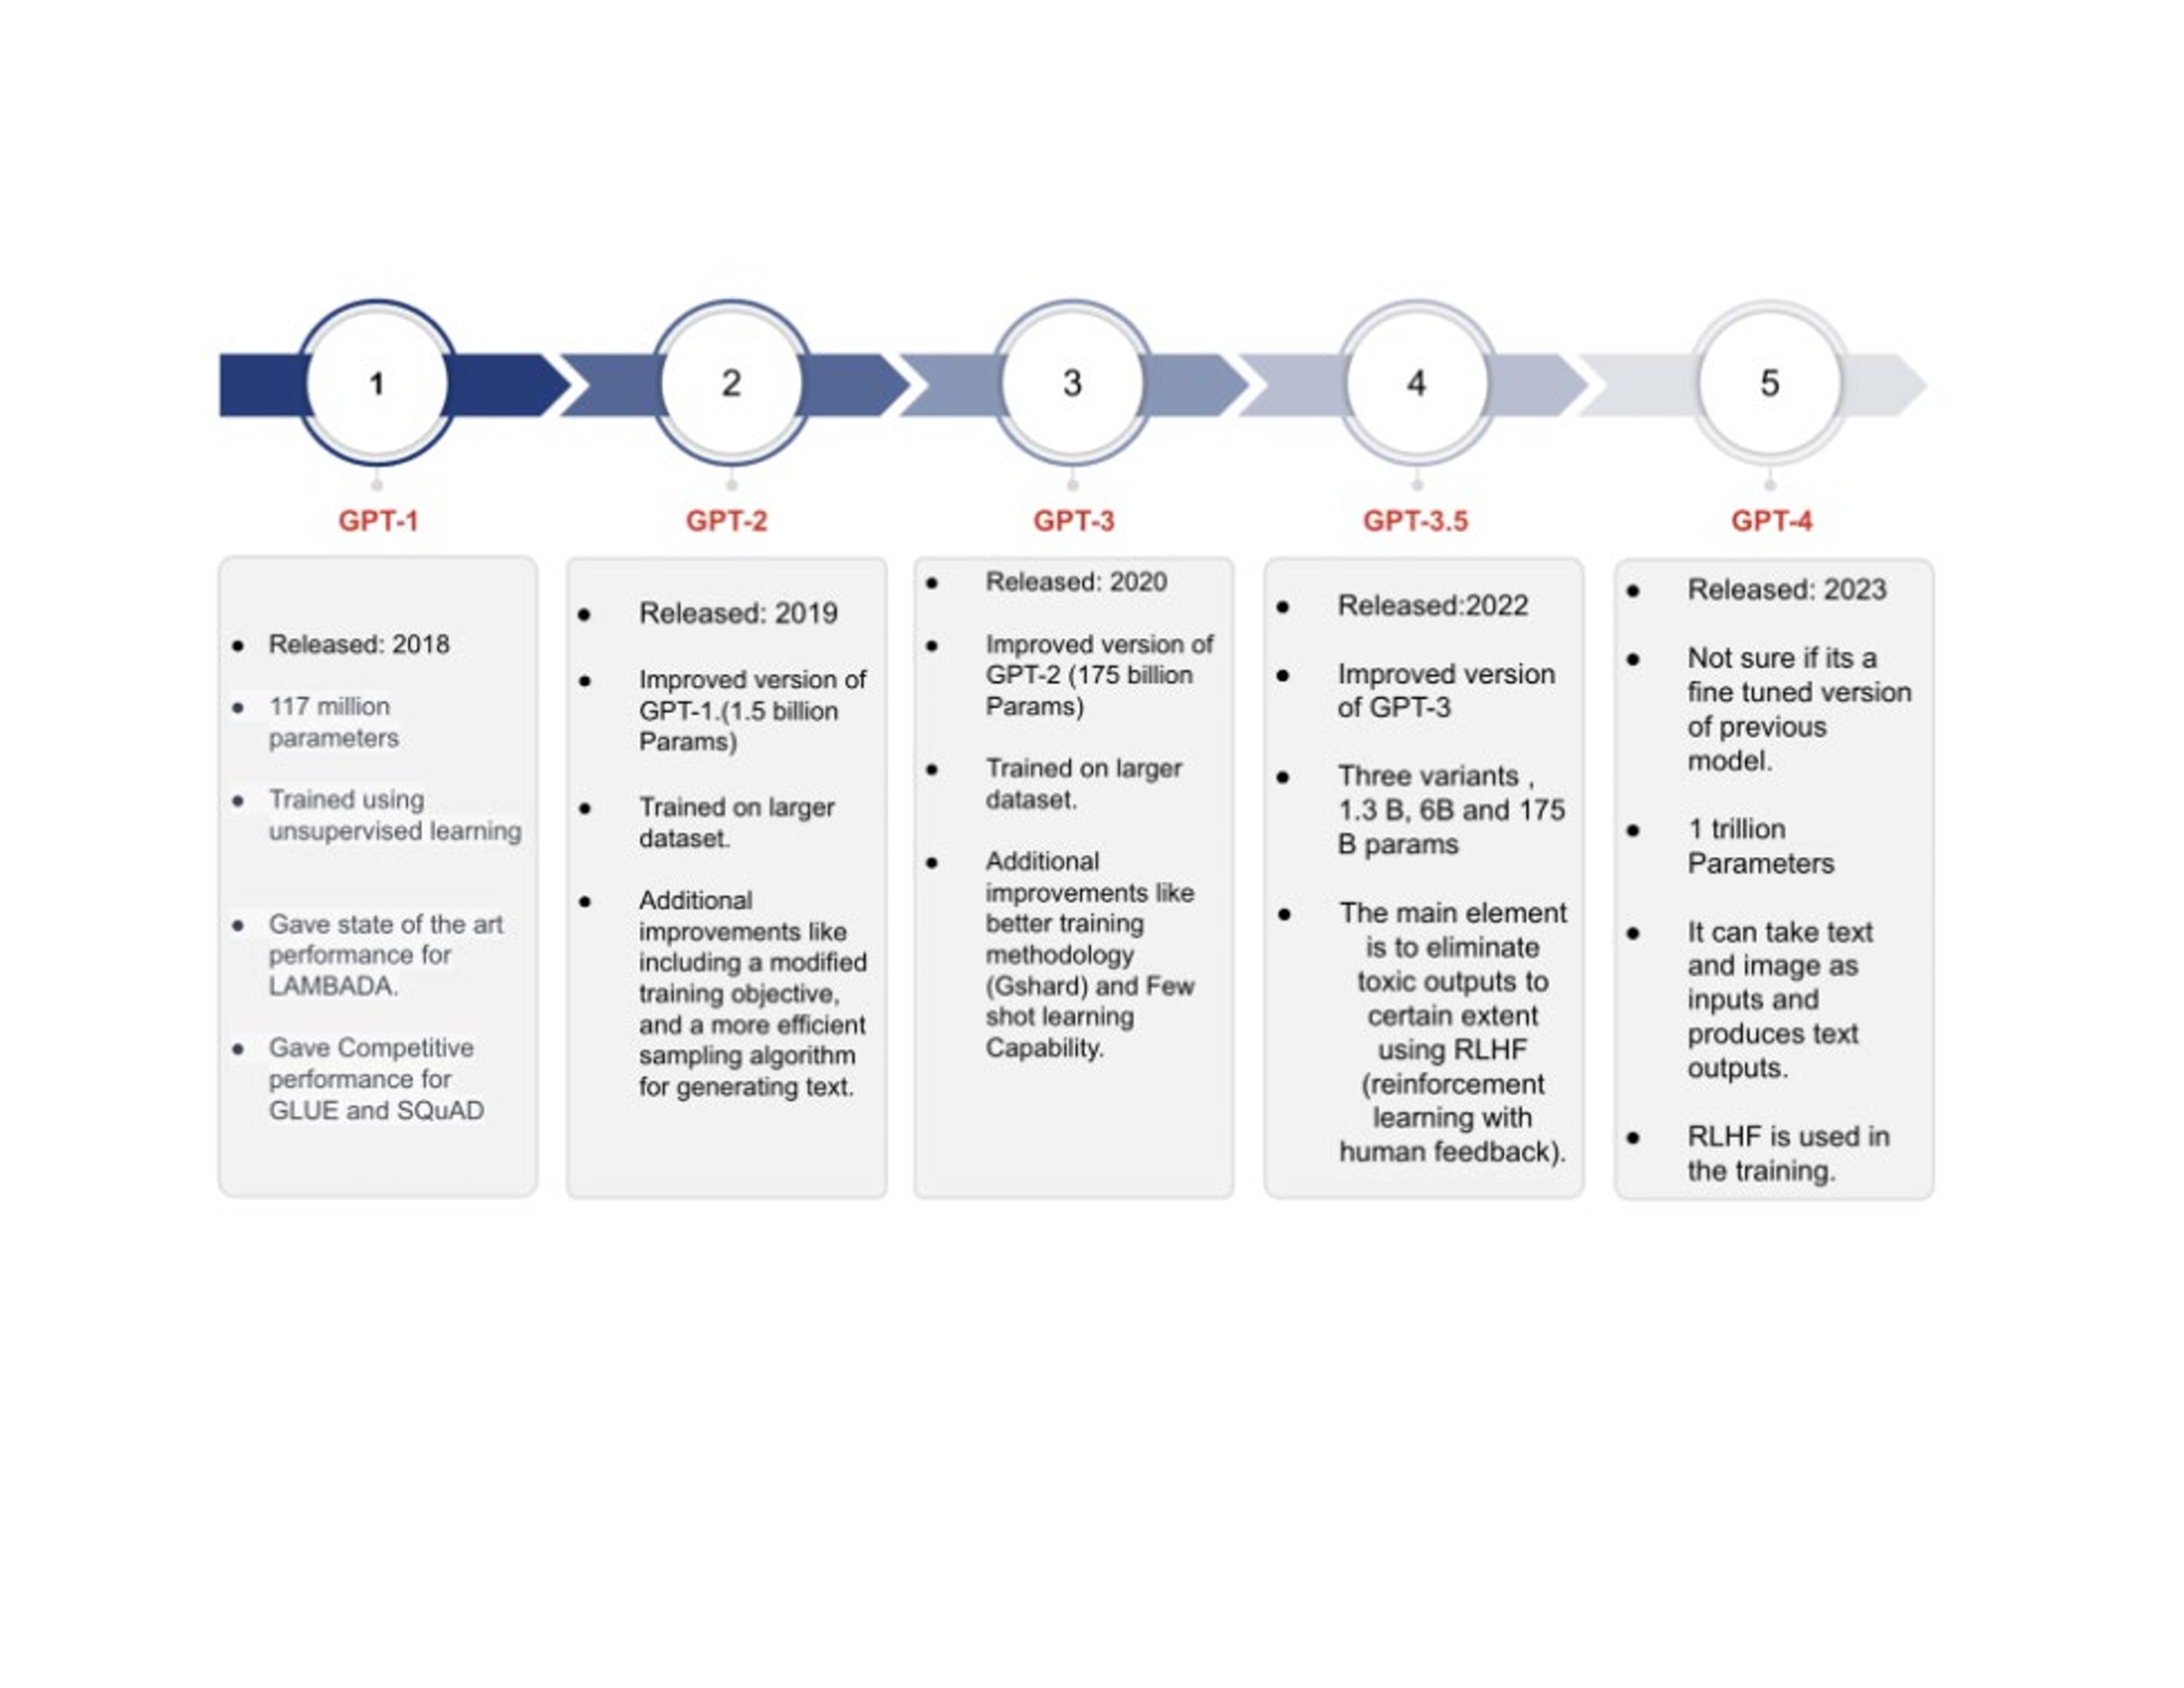 1
2
3
4
5
GPT-1
GPT-2
GPT-3
GPT-3.5
GPT-4
● Released: 2018
● 117 million
parameters
● Trained using
unsupervised learning
● Gave state of the art
performance for
LAMBADA.
● Gave Competitive
performance for
GLUE and SQuAD
● Released: 2019
● Improved version of
GPT-1.(1.5 billion
Params)
● Trained on larger
dataset.
● Additional
improvements like
including a modified
training objective,
and a more efficient
sampling algorithm
for generating text.
● Released: 2020
● Improved version of
GPT-2 (175 billion
Params)
● Trained on larger
dataset.
● Additional
improvements like
better training
methodology
(Gshard) and Few
shot learning
Capability.
● Released:2022
● Improved version
of GPT-3
● Three variants ,
1.3 B, 6B and 175
B params
● The main element
is to eliminate
toxic outputs to
certain extent
using RLHF
(reinforcement
learning with
human feedback).
● Released: 2023
● Not sure if its a
fine tuned version
of previous
model.
● 1 trillion
Parameters
● It can take text
and image as
inputs and
produces text
outputs.
● RLHF is used in
the training.